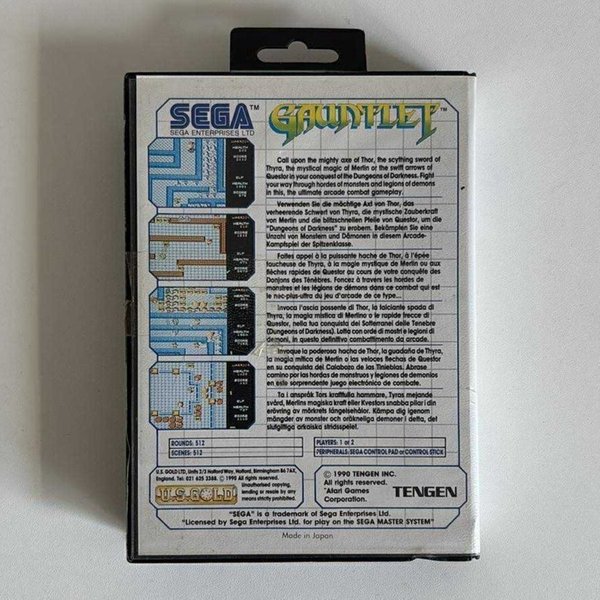 SEGA™
SEGA ENTERPRISES LTD
GAUNTLET™
Call upon the mighty axe of Thor, the scything sword of
Thyra, the mystical magic of Merlin or the swift arrows of
Questor in your conquest of the Dungeons of Darkness. Fight
your way through hordes of monsters and legions of demons
in this, the ultimate arcade combat gameplay.
Verwenden Sie die mächtige Axt von Thor, das
verheerende Schwert von Thyra, die mystische Zauberkraft
von Merlin und die blitzschnellen Pfeile von Questor, um die
"Dungeons of Darkness" zu erobern. Bekämpfen Sie eine
Unzahl von Monstern und Dämonen in diesem Arcade-
Kampfspiel der Spitzenklasse.
Faites appel à la puissante hache de Thor, à l'épée
faucheuse de Thyra, à la magie mystique de Merlin ou aux
flèches rapides de Questor au cours de votre conquête des
Donjons des Ténèbres. Foncez à travers les hordes de
monstres et les légions de démons dans ce combat qui est
le nec-plus-ultra du jeu d'arcade de ce type...
Invoca l'ascia possente di Thor, la falciante spada di
Thyra, la magia mistica di Merlino o le rapide frecce di
Questor, nella tua conquista dei Sotterranei delle Tenebre
(Dungeons of Darkness). Lotta con orde di mostri e legioni di
demoni, in questo definitivo combattimento da arcade.
Invoque la poderosa hacha de Thor, la guadaña de Thyra,
la magia mítica de Merlin o las veloces flechas de Questor
en su conquista del Calabozo de las Tinieblas. Abrase
camino por las hordas de monstruos y legiones de demonios
en este sorprendente juego electrónico de combate.
Ta i anspråk Tors kraftfulla hammare, Tyras mejande
svärd, Merlins magiska kraft eller Kvestors snabba pilar i din
erövring av mörkrets fängelsehålor. Kämpa dig igenom
mängder av monster och oräkneliga demoner i det, det
slutgiltiga arkadstridsspelet.
ROUNDS: 512
SCENES: 513
PLAYERS: 1 or 2
PERIPHERALS: SEGA CONTROL PAD or CONTROL STICK
U.S. GOLD LTD, Units 2/3 Holford Way, Holford, Birmingham B6 7AX,
England. Tel: 021 625 3388. © 1990 All rights reserved.
U.S. GOLD
Unauthorised copying,
lending or resale by any
means strictly prohibited.
© 1990 TENGEN INC.
All rights reserved.
*Atari Games
Corporation.
TENGEN
"SEGA" is a trademark of Sega Enterprises Ltd.
"Licensed by Sega Enterprises Ltd. for play on the SEGA MASTER SYSTEM"
Made in Japan